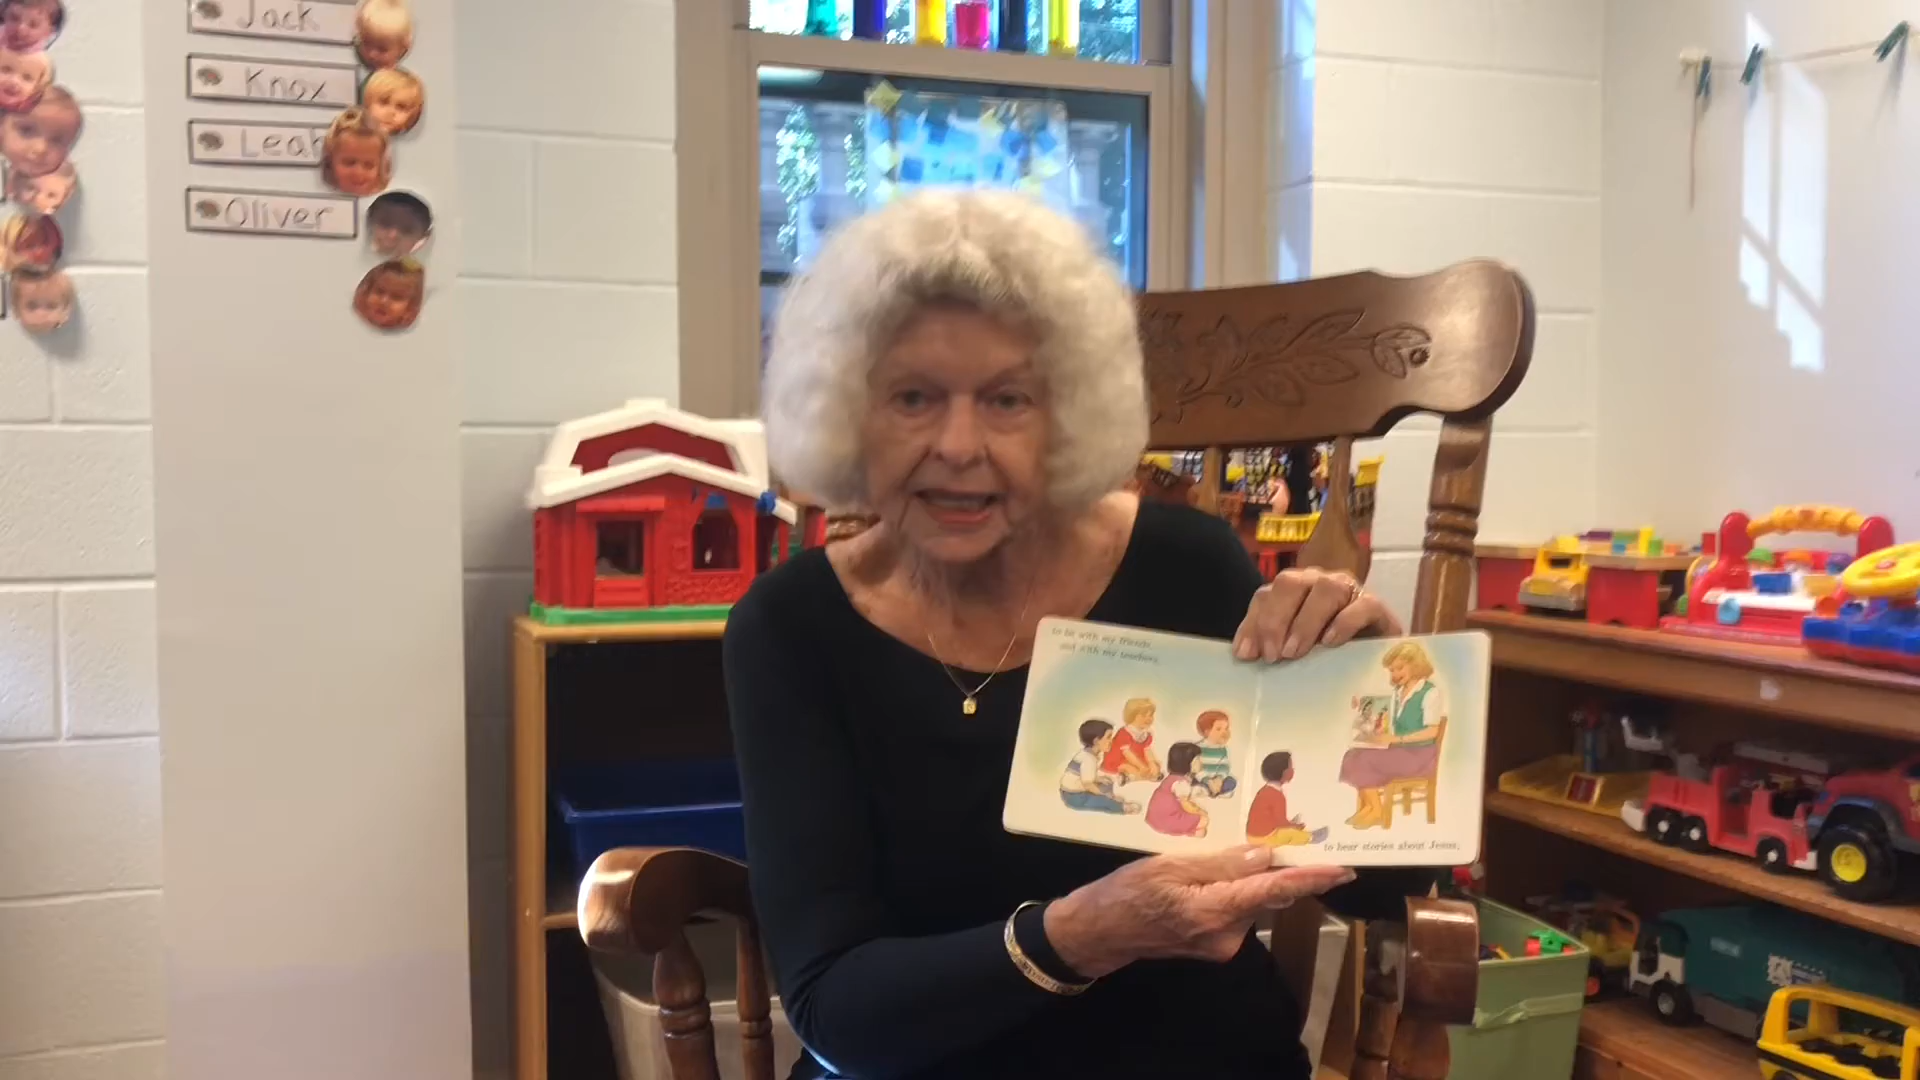 Jack
Knox
Leah
Oliver
to be with my friends
and with my teachers,
to hear stories about Jesus,